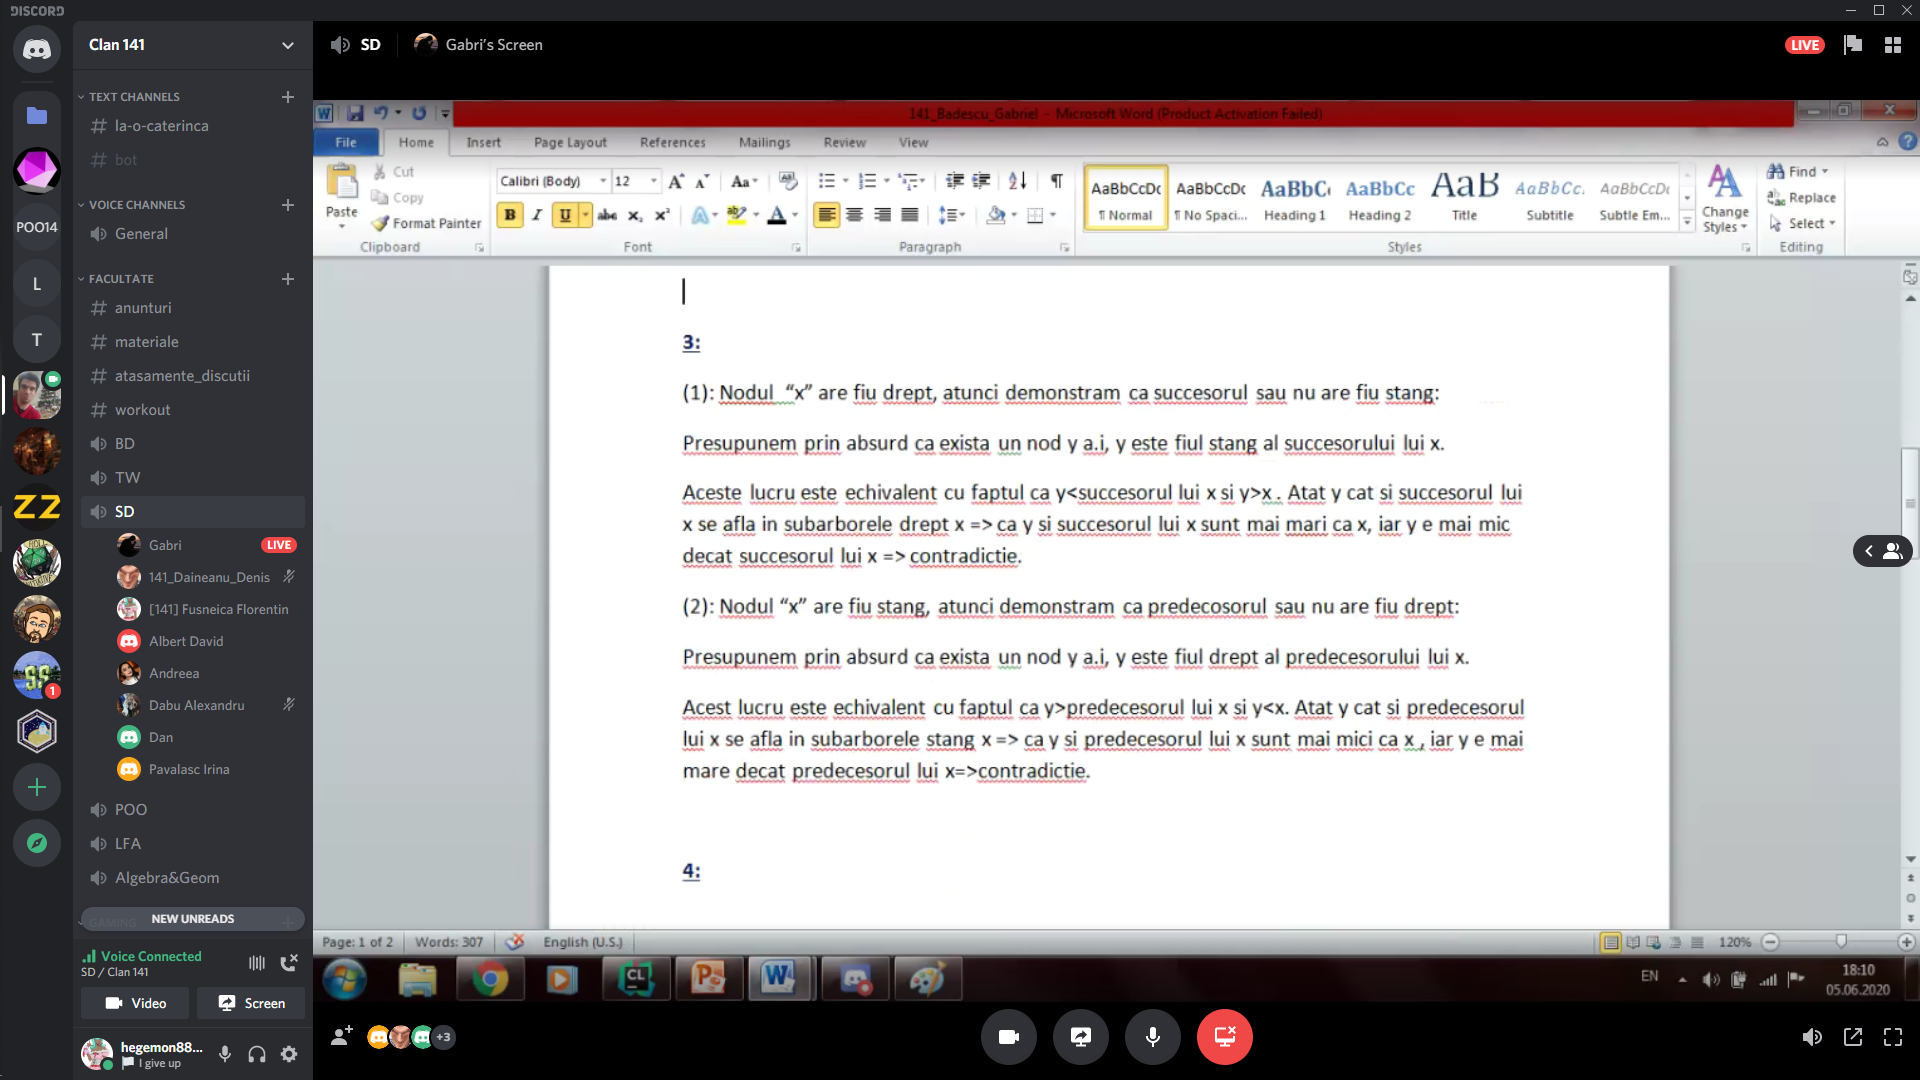 DISCORD
Clan 141
TEXT CHANNELS
la-o-caterinca
bot
VOICE CHANNELS
General
FACULTATE
anunturi
materiale
atasamente_discutii
workout
BD
TW
SD
Gabri LIVE
141_Daineanu_Denis
[141] Fusneica Florentin
Albert David
Andreea
Dabu Alexandru
Dan
Pavalasc Irina
POO
LFA
Algebra&Geom
GAMING
NEW UNREADS
Voice Connected
SD / Clan 141
Video
Screen
hegemon88...
I give up
POO14
L
T
ZZ
SS
1
SD Gabri's Screen
LIVE
141_Badescu_Gabriel - Microsoft Word (Product Activation Failed)
File Home Insert Page Layout References Mailings Review View
Paste
Cut
Copy
Format Painter
Clipboard
Calibri (Body) 12
Font
Paragraph
AaBbCcDc AaBbCcDc AaBbC AaBbCc AaB AaBbCc. AaBbCcDc
¶ Normal ¶ No Spaci... Heading 1 Heading 2 Title Subtitle Subtle Em...
Styles
Change Styles
Find
Replace
Select
Editing
3:
(1): Nodul “x” are fiu drept, atunci demonstram ca succesorul sau nu are fiu stang:
Presupunem prin absurd ca exista un nod y a.i, y este fiul stang al succesorului lui x.
Aceste lucru este echivalent cu faptul ca y<succesorul lui x si y>x . Atat y cat si succesorul lui
x se afla in subarborele drept x => ca y si succesorul lui x sunt mai mari ca x, iar y e mai mic
decat succesorul lui x => contradictie.
(2): Nodul “x” are fiu stang, atunci demonstram ca predecosorul sau nu are fiu drept:
Presupunem prin absurd ca exista un nod y a.i, y este fiul drept al predecesorului lui x.
Acest lucru este echivalent cu faptul ca y>predecesorul lui x si y<x. Atat y cat si predecesorul
lui x se afla in subarborele stang x => ca y si predecesorul lui x sunt mai mici ca x , iar y e mai
mare decat predecesorul lui x=>contradictie.
4:
Page: 1 of 2 Words: 307 English (U.S.) 120%
EN
18:10
05.06.2020
+3